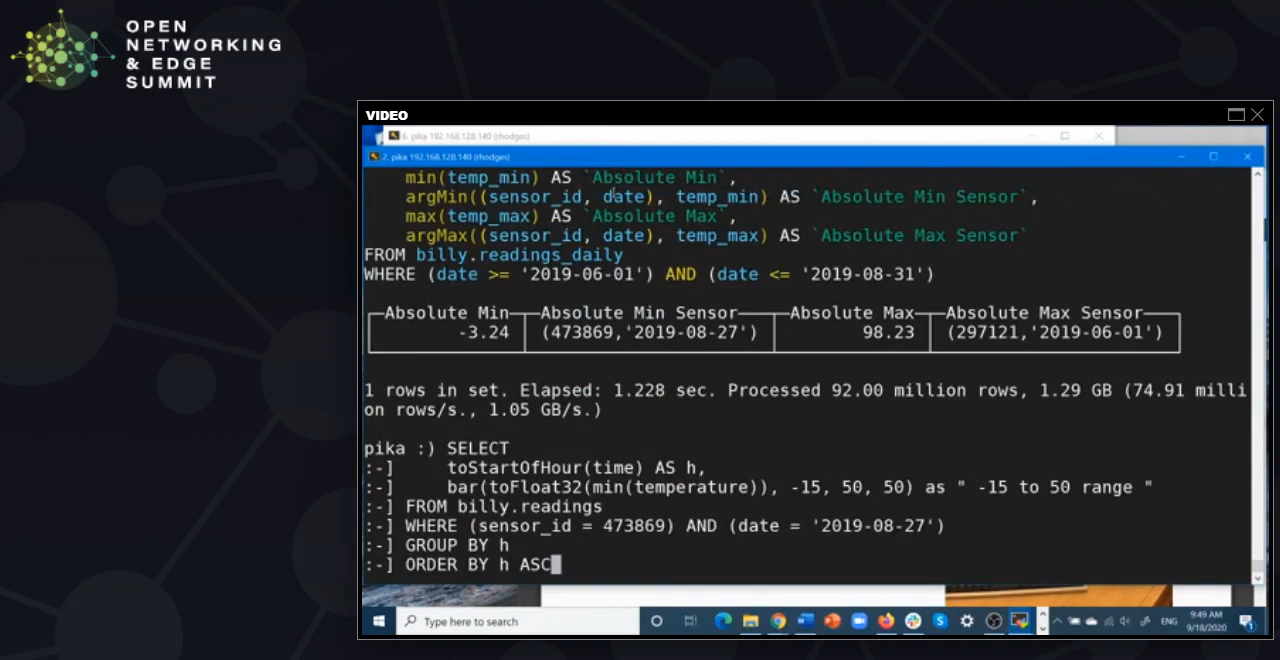 OPEN
NETWORKING
& EDGE
SUMMIT
VIDEO
6. pika 192.168.128.140 (rhodges)
2. pika 192.168.128.140 (rhodges)
min(temp_min) AS `Absolute Min`,
argMin((sensor_id, date), temp_min) AS `Absolute Min Sensor`,
max(temp_max) AS `Absolute Max`,
argMax((sensor_id, date), temp_max) AS `Absolute Max Sensor`
FROM billy.readings_daily
WHERE (date >= '2019-06-01') AND (date <= '2019-08-31')
Absolute Min Absolute Min Sensor Absolute Max Absolute Max Sensor
-3.24 (473869,'2019-08-27') 98.23 (297121,'2019-06-01')
1 rows in set. Elapsed: 1.228 sec. Processed 92.00 million rows, 1.29 GB (74.91 milli
on rows/s., 1.05 GB/s.)
pika :) SELECT
:-] toStartOfHour(time) AS h,
:-] bar(toFloat32(min(temperature)), -15, 50, 50) as " -15 to 50 range "
:-] FROM billy.readings
:-] WHERE (sensor_id = 473869) AND (date = '2019-08-27')
:-] GROUP BY h
:-] ORDER BY h ASC
Type here to search
ENG
9:49 AM
9/18/2020